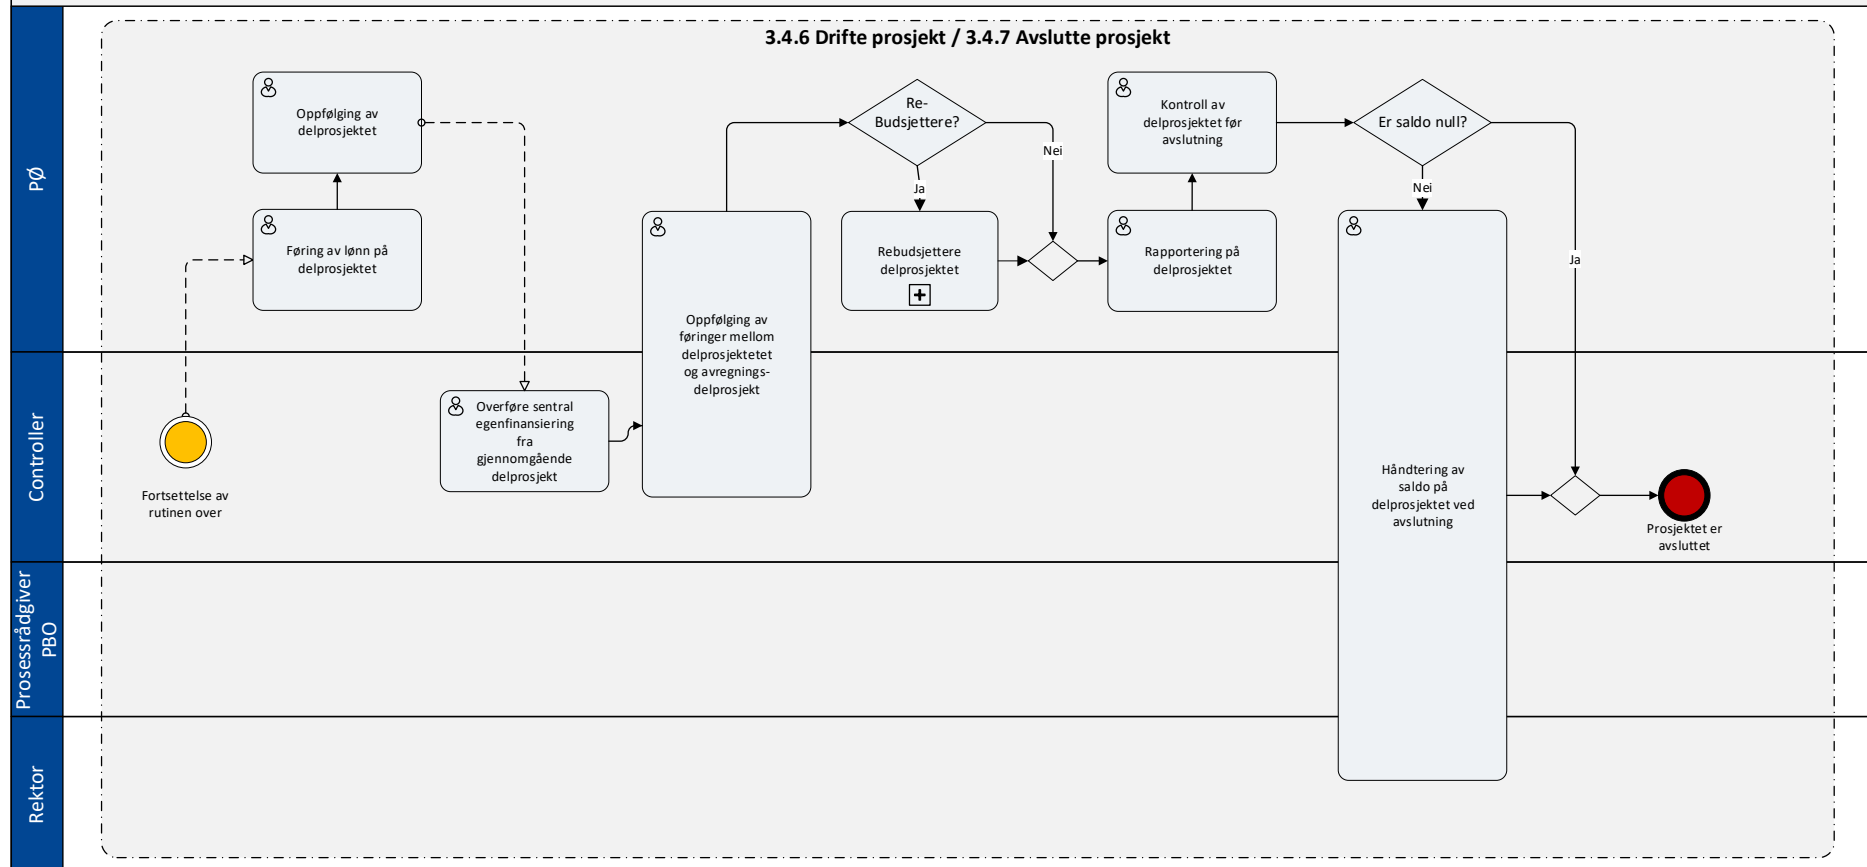 3.4.6 Drifte prosjekt / 3.4.7 Avslutte prosjekt
PØ
Oppfølging av
delprosjektet
Føring av lønn på
delprosjektet
Re-
Budsjettere?
Nei
Ja
Rebudsjettere
delprosjektet
Kontroll av
delprosjektet før
avslutning
Rapportering på
delprosjektet
Er saldo null?
Nei
Ja
Oppfølging av
føringer mellom
delprosjektetet
og avregnings-
delprosjekt
Controller
Fortsettelse av
rutinen over
Overføre sentral
egenfinansiering
fra
gjennomgående
delprosjekt
Håndtering av
saldo på
delprosjektet ved
avslutning
Prosjektet er
avsluttet
Prosessrådgiver
PBO
Rektor